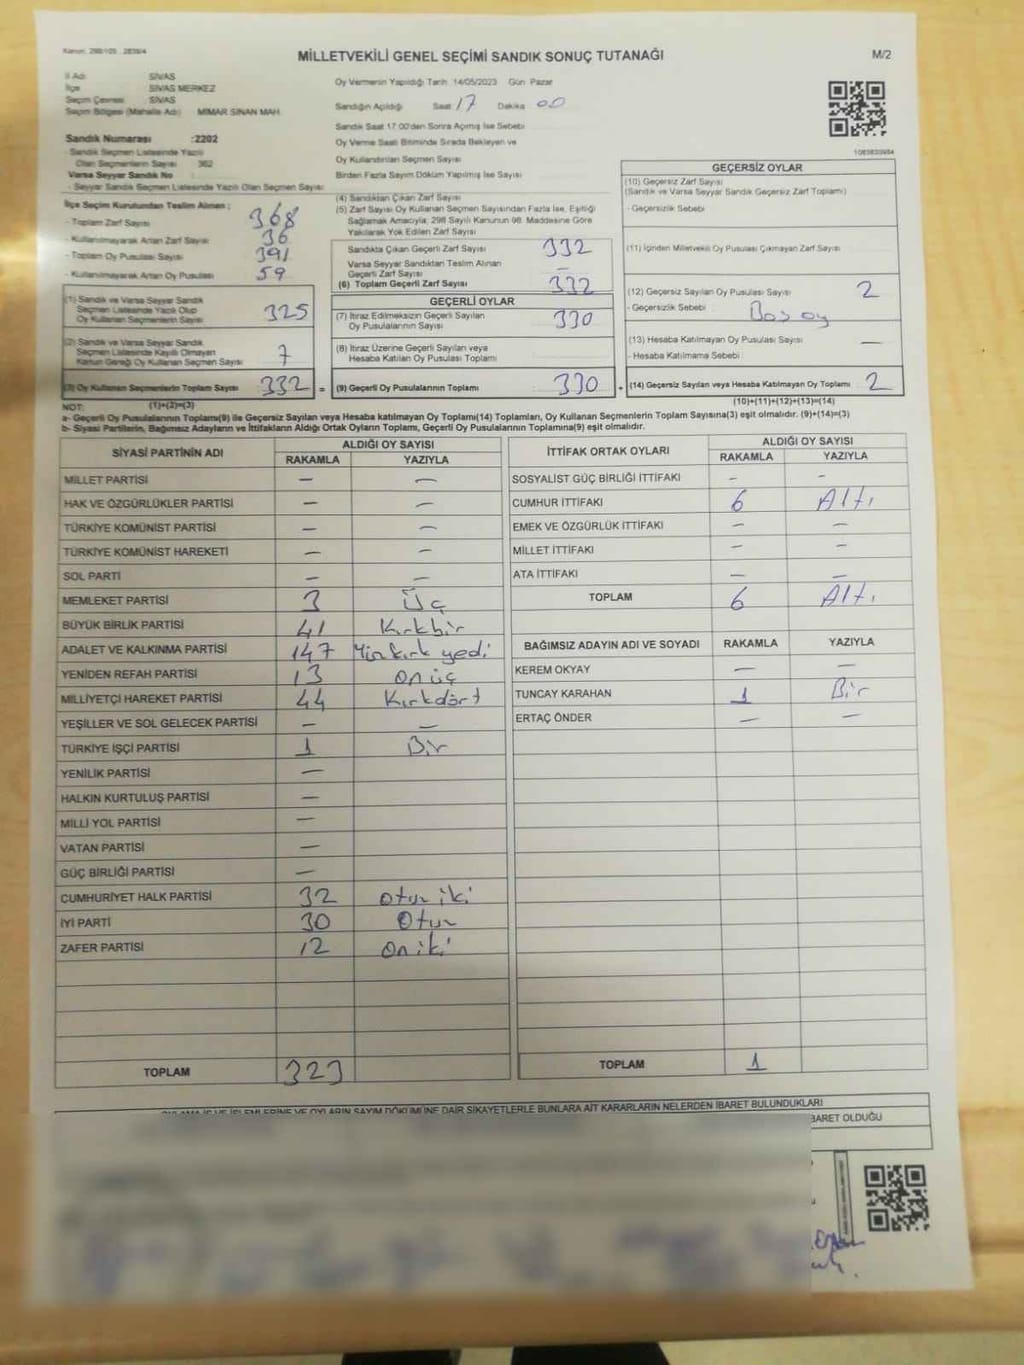 Kanun: 298/105 , 2839/4
MİLLETVEKİLİ GENEL SEÇİMİ SANDIK SONUÇ TUTANAĞI
M/2
İl Adı SİVAS
İlçe SİVAS MERKEZ
Seçim Çevresi SİVAS
Seçim Bölgesi (Mahalle Adı) MİMAR SİNAN MAH.
Sandık Numarası :2202
- Sandık Seçmen Listesinde Yazılı
Olan Seçmenlerin Sayısı : 362
Varsa Seyyar Sandık No :
- Seyyar Sandık Seçmen Listesinde Yazılı Olan Seçmen Sayısı:
İlçe Seçim Kurulundan Teslim Alınan :
- Toplam Zarf Sayısı 368
- Kullanılmayarak Artan Zarf Sayısı 36
- Toplam Oy Pusulası Sayısı 391
- Kullanılmayarak Artan Oy Pusulası 59
Oy Vermenin Yapıldığı Tarih 14/05/2023 Gün Pazar
Sandığın Açıldığı Saat 17 Dakika 00
Sandık Saat 17:00'den Sonra Açılmış İse Sebebi
Oy Verme Saati Bitiminde Sırada Bekleyen ve
Oy Kullandırılan Seçmen Sayısı
Birden Fazla Sayım Döküm Yapılmış İse Sayısı
(4) Sandıktan Çıkan Zarf Sayısı
(5) Zarf Sayısı Oy Kullanan Seçmen Sayısından Fazla İse, Eşitliği
Sağlamak Amacıyla, 298 Sayılı Kanunun 98. Maddesine Göre
Yakılarak Yok Edilen Zarf Sayısı
Sandıkta Çıkan Geçerli Zarf Sayısı 332
Varsa Seyyar Sandıktan Teslim Alınan
Geçerli Zarf Sayısı —
(6) Toplam Geçerli Zarf Sayısı 332
1083833984
GEÇERSİZ OYLAR
(10) Geçersiz Zarf Sayısı
(Sandık ve Varsa Seyyar Sandık Geçersiz Zarf Toplamı)
- Geçersizlik Sebebi
(11) İçinden Milletvekili Oy Pusulası Çıkmayan Zarf Sayısı
(12) Geçersiz Sayılan Oy Pusulası Sayısı 2
- Geçersizlik Sebebi Boş oy
(13) Hesaba Katılmayan Oy Pusulası Sayısı —
- Hesaba Katılmama Sebebi
(1) Sandık ve Varsa Seyyar Sandık
Seçmen Listesinde Yazılı Olup
Oy Kullanan Seçmenlerin Sayısı 325
(2) Sandık ve Varsa Seyyar Sandık
Seçmen Listesinde Kayıtlı Olmayan
Kanun Gereği Oy Kullanan Seçmen Sayısı 7
GEÇERLİ OYLAR
(7) İtiraz Edilmeksizin Geçerli Sayılan
Oy Pusulalarının Sayısı 330
(8) İtiraz Üzerine Geçerli Sayılan veya
Hesaba Katılan Oy Pusulası Toplamı
(3) Oy Kullanan Seçmenlerin Toplam Sayısı 332 = (9) Geçerli Oy Pusulalarının Toplamı 330 + (14) Geçersiz Sayılan veya Hesaba Katılmayan Oy Toplamı 2
NOT: (1)+(2)=(3) (10)+(11)+(12)+(13)=(14)
a- Geçerli Oy Pusulalarının Toplamı(9) ile Geçersiz Sayılan veya Hesaba katılmayan Oy Toplamı(14) Toplamları, Oy Kullanan Seçmenlerin Toplam Sayısına(3) eşit olmalıdır. (9)+(14)=(3)
b- Siyasi Partilerin, Bağımsız Adayların ve İttifakların Aldığı Ortak Oyların Toplamı, Geçerli Oy Pusulalarının Toplamına(9) eşit olmalıdır.
SİYASİ PARTİNİN ADI ALDIĞI OY SAYISI
RAKAMLA YAZIYLA
MİLLET PARTİSİ — —
HAK VE ÖZGÜRLÜKLER PARTİSİ — —
TÜRKİYE KOMÜNİST PARTİSİ — —
TÜRKİYE KOMÜNİST HAREKETİ — —
SOL PARTİ — —
MEMLEKET PARTİSİ 3 Üç
BÜYÜK BİRLİK PARTİSİ 41 Kırkbir
ADALET VE KALKINMA PARTİSİ 147 Yüzkırk yedi
YENİDEN REFAH PARTİSİ 13 onüç
MİLLİYETÇİ HAREKET PARTİSİ 44 Kırkdört
YEŞİLLER VE SOL GELECEK PARTİSİ — —
TÜRKİYE İŞÇİ PARTİSİ 1 Bir
YENİLİK PARTİSİ —
HALKIN KURTULUŞ PARTİSİ —
MİLLİ YOL PARTİSİ —
VATAN PARTİSİ —
GÜÇ BİRLİĞİ PARTİSİ —
CUMHURİYET HALK PARTİSİ 32 otuz iki
İYİ PARTİ 30 Otuz
ZAFER PARTİSİ 12 on iki
TOPLAM 323
İTTİFAK ORTAK OYLARI ALDIĞI OY SAYISI
RAKAMLA YAZIYLA
SOSYALİST GÜÇ BİRLİĞİ İTTİFAKI — —
CUMHUR İTTİFAKI 6 Altı
EMEK VE ÖZGÜRLÜK İTTİFAKI — —
MİLLET İTTİFAKI — —
ATA İTTİFAKI — —
TOPLAM 6 Altı
BAĞIMSIZ ADAYIN ADI VE SOYADI RAKAMLA YAZIYLA
KEREM OKYAY — —
TUNCAY KARAHAN 1 Bir
ERTAÇ ÖNDER — —
TOPLAM 1
OYLAMA İŞ VE İŞLEMLERİNE VE OYLARIN SAYIM DÖKÜMÜNE DAİR ŞİKAYETLERLE BUNLARA AİT KARARLARIN NELERDEN İBARET BULUNDUKLARI
İBARET OLDUĞU